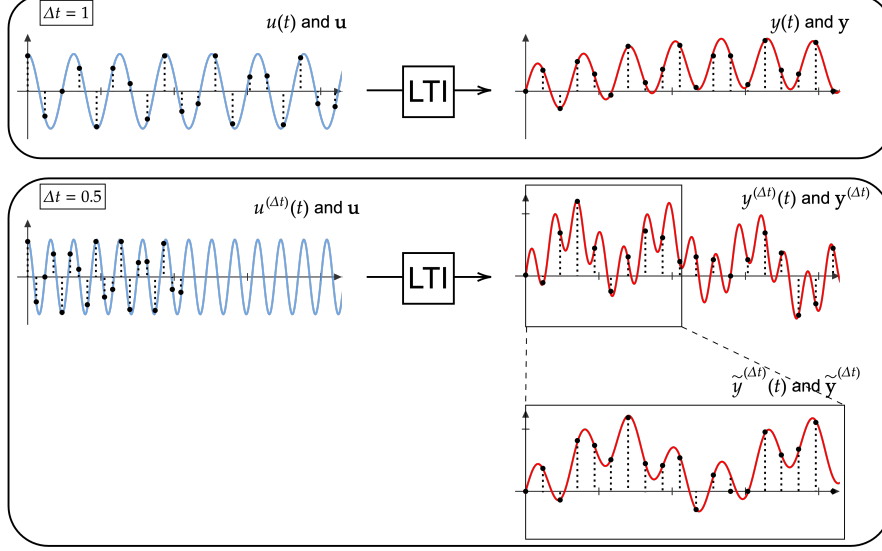 Δt = 1
u(t) and u
y(t) and y
LTI
Δt = 0.5
u^(Δt)(t) and u
y^(Δt)(t) and y^(Δt)
LTI
ỹ^(Δt)(t) and ỹ^(Δt)